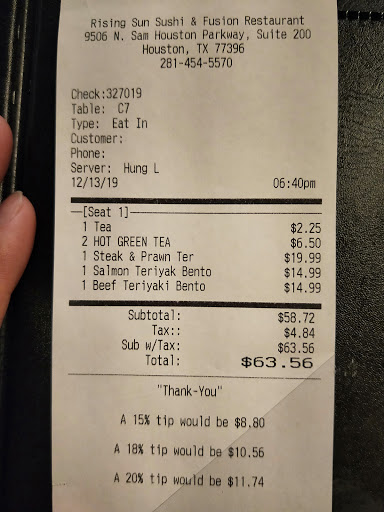 Rising Sun Sushi & Fusion Restaurant
9506 N. Sam Houston Parkway, Suite 200
Houston, TX 77396
281-454-5570
Check:327019
Table: C7
Type: Eat In
Customer:
Phone:
Server: Hung L
12/13/19 06:40pm
[Seat 1]
1 Tea $2.25
2 HOT GREEN TEA $6.50
1 Steak & Prawn Ter $19.99
1 Salmon Teriyak Bento $14.99
1 Beef Teriyaki Bento $14.99
Subtotal: $58.72
Tax:: $4.84
Sub w/Tax: $63.56
Total: $63.56
"Thank-You"
A 15% tip would be $8.80
A 18% tip would be $10.56
A 20% tip would be $11.74